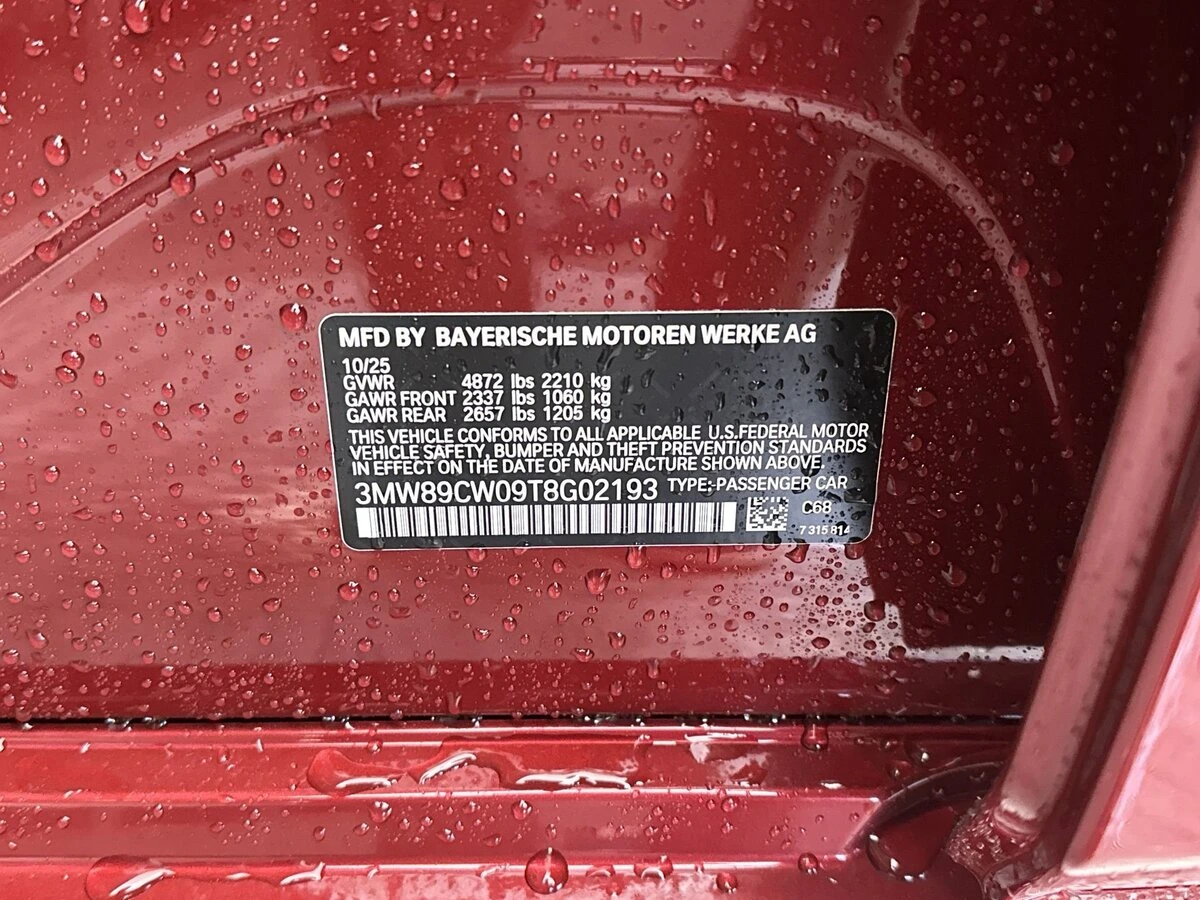 MFD BY BAYERISCHE MOTOREN WERKE AG
10/25
GVWR 4872 lbs 2210 kg
GAWR FRONT 2337 lbs 1060 kg
GAWR REAR 2657 lbs 1205 kg
THIS VEHICLE CONFORMS TO ALL APPLICABLE U.S.FEDERAL MOTOR
VEHICLE SAFETY, BUMPER AND THEFT PREVENTION STANDARDS
IN EFFECT ON THE DATE OF MANUFACTURE SHOWN ABOVE.
3MW89CW09T8G02193 TYPE:-PASSENGER CAR
C68
7 315 814